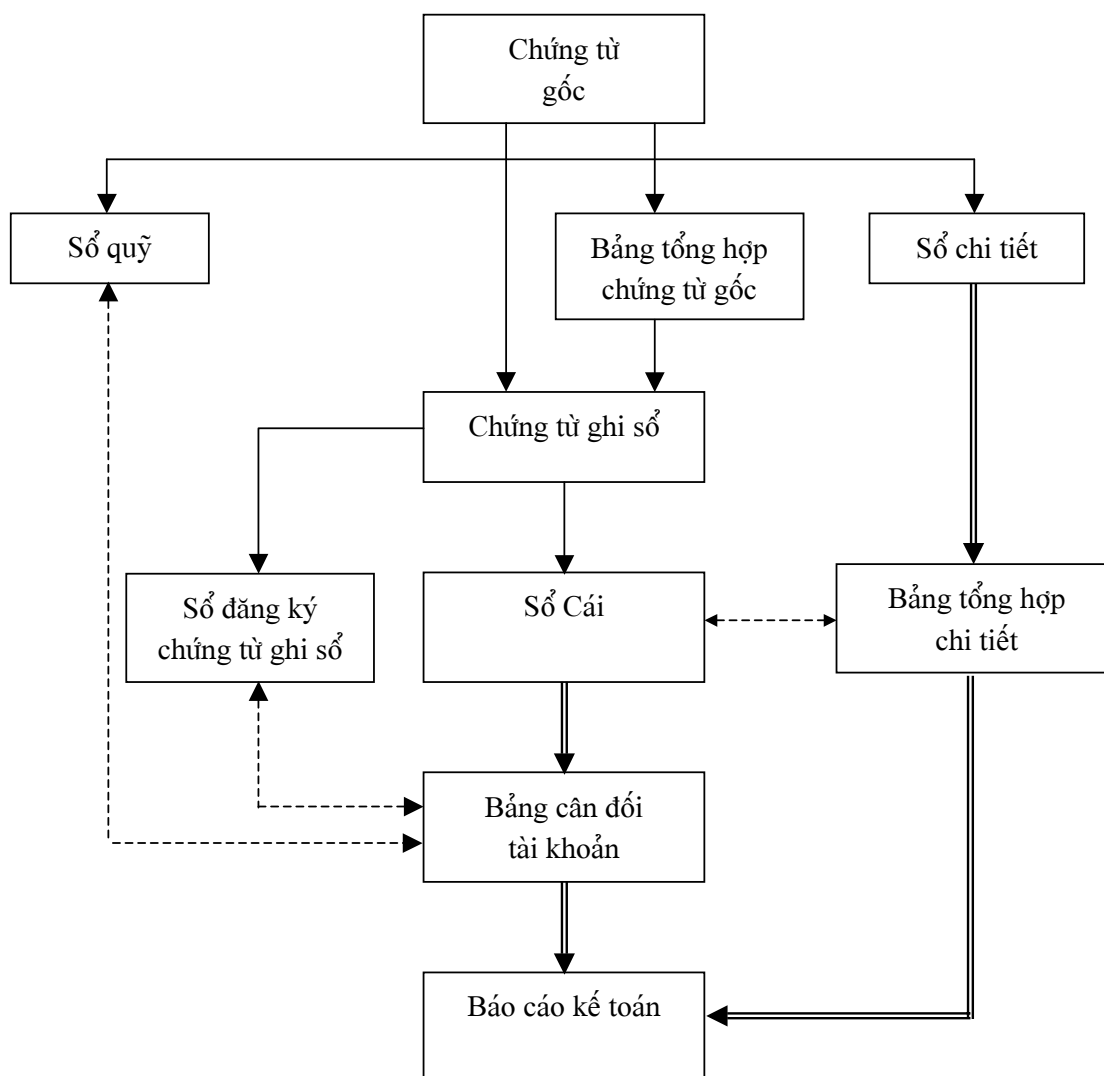 Chứng từ
gốc
Sổ quỹ
Bảng tổng hợp
chứng từ gốc
Sổ chi tiết
Chứng từ ghi sổ
Sổ đăng ký
chứng từ ghi sổ
Sổ Cái
Bảng tổng hợp
chi tiết
Bảng cân đối
tài khoản
Báo cáo kế toán